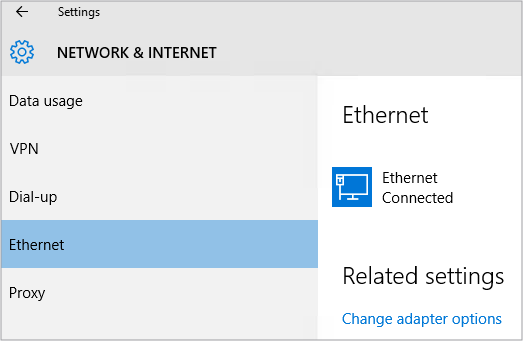 Settings
NETWORK & INTERNET
Data usage
VPN
Dial-up
Ethernet
Proxy
Ethernet
Ethernet
Connected
Related settings
Change adapter options